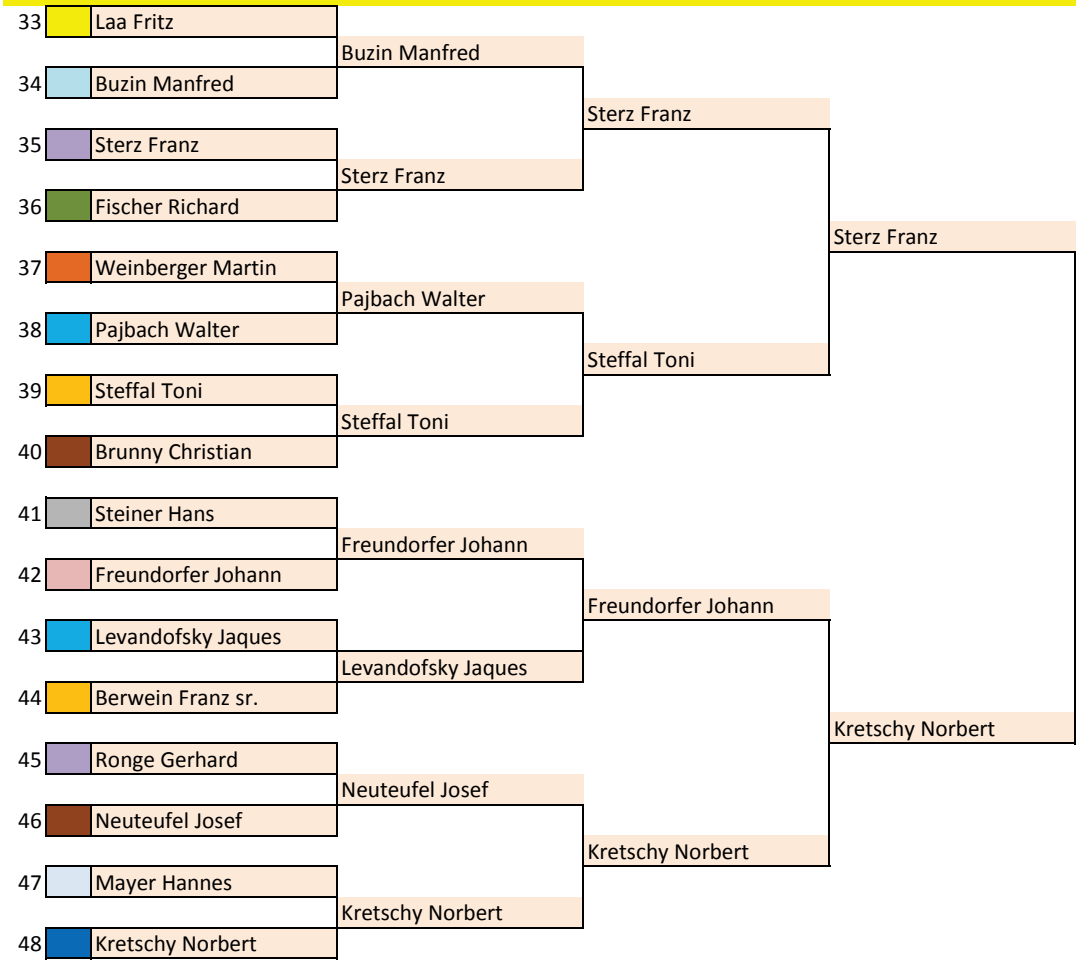 33 Laa Fritz
Buzin Manfred
34 Buzin Manfred
Sterz Franz
35 Sterz Franz
Sterz Franz
36 Fischer Richard
Sterz Franz
37 Weinberger Martin
Pajbach Walter
38 Pajbach Walter
Steffal Toni
39 Steffal Toni
Steffal Toni
40 Brunny Christian
41 Steiner Hans
Freundorfer Johann
42 Freundorfer Johann
Freundorfer Johann
43 Levandofsky Jaques
Levandofsky Jaques
44 Berwein Franz sr.
Kretschy Norbert
45 Ronge Gerhard
Neuteufel Josef
46 Neuteufel Josef
Kretschy Norbert
47 Mayer Hannes
Kretschy Norbert
48 Kretschy Norbert